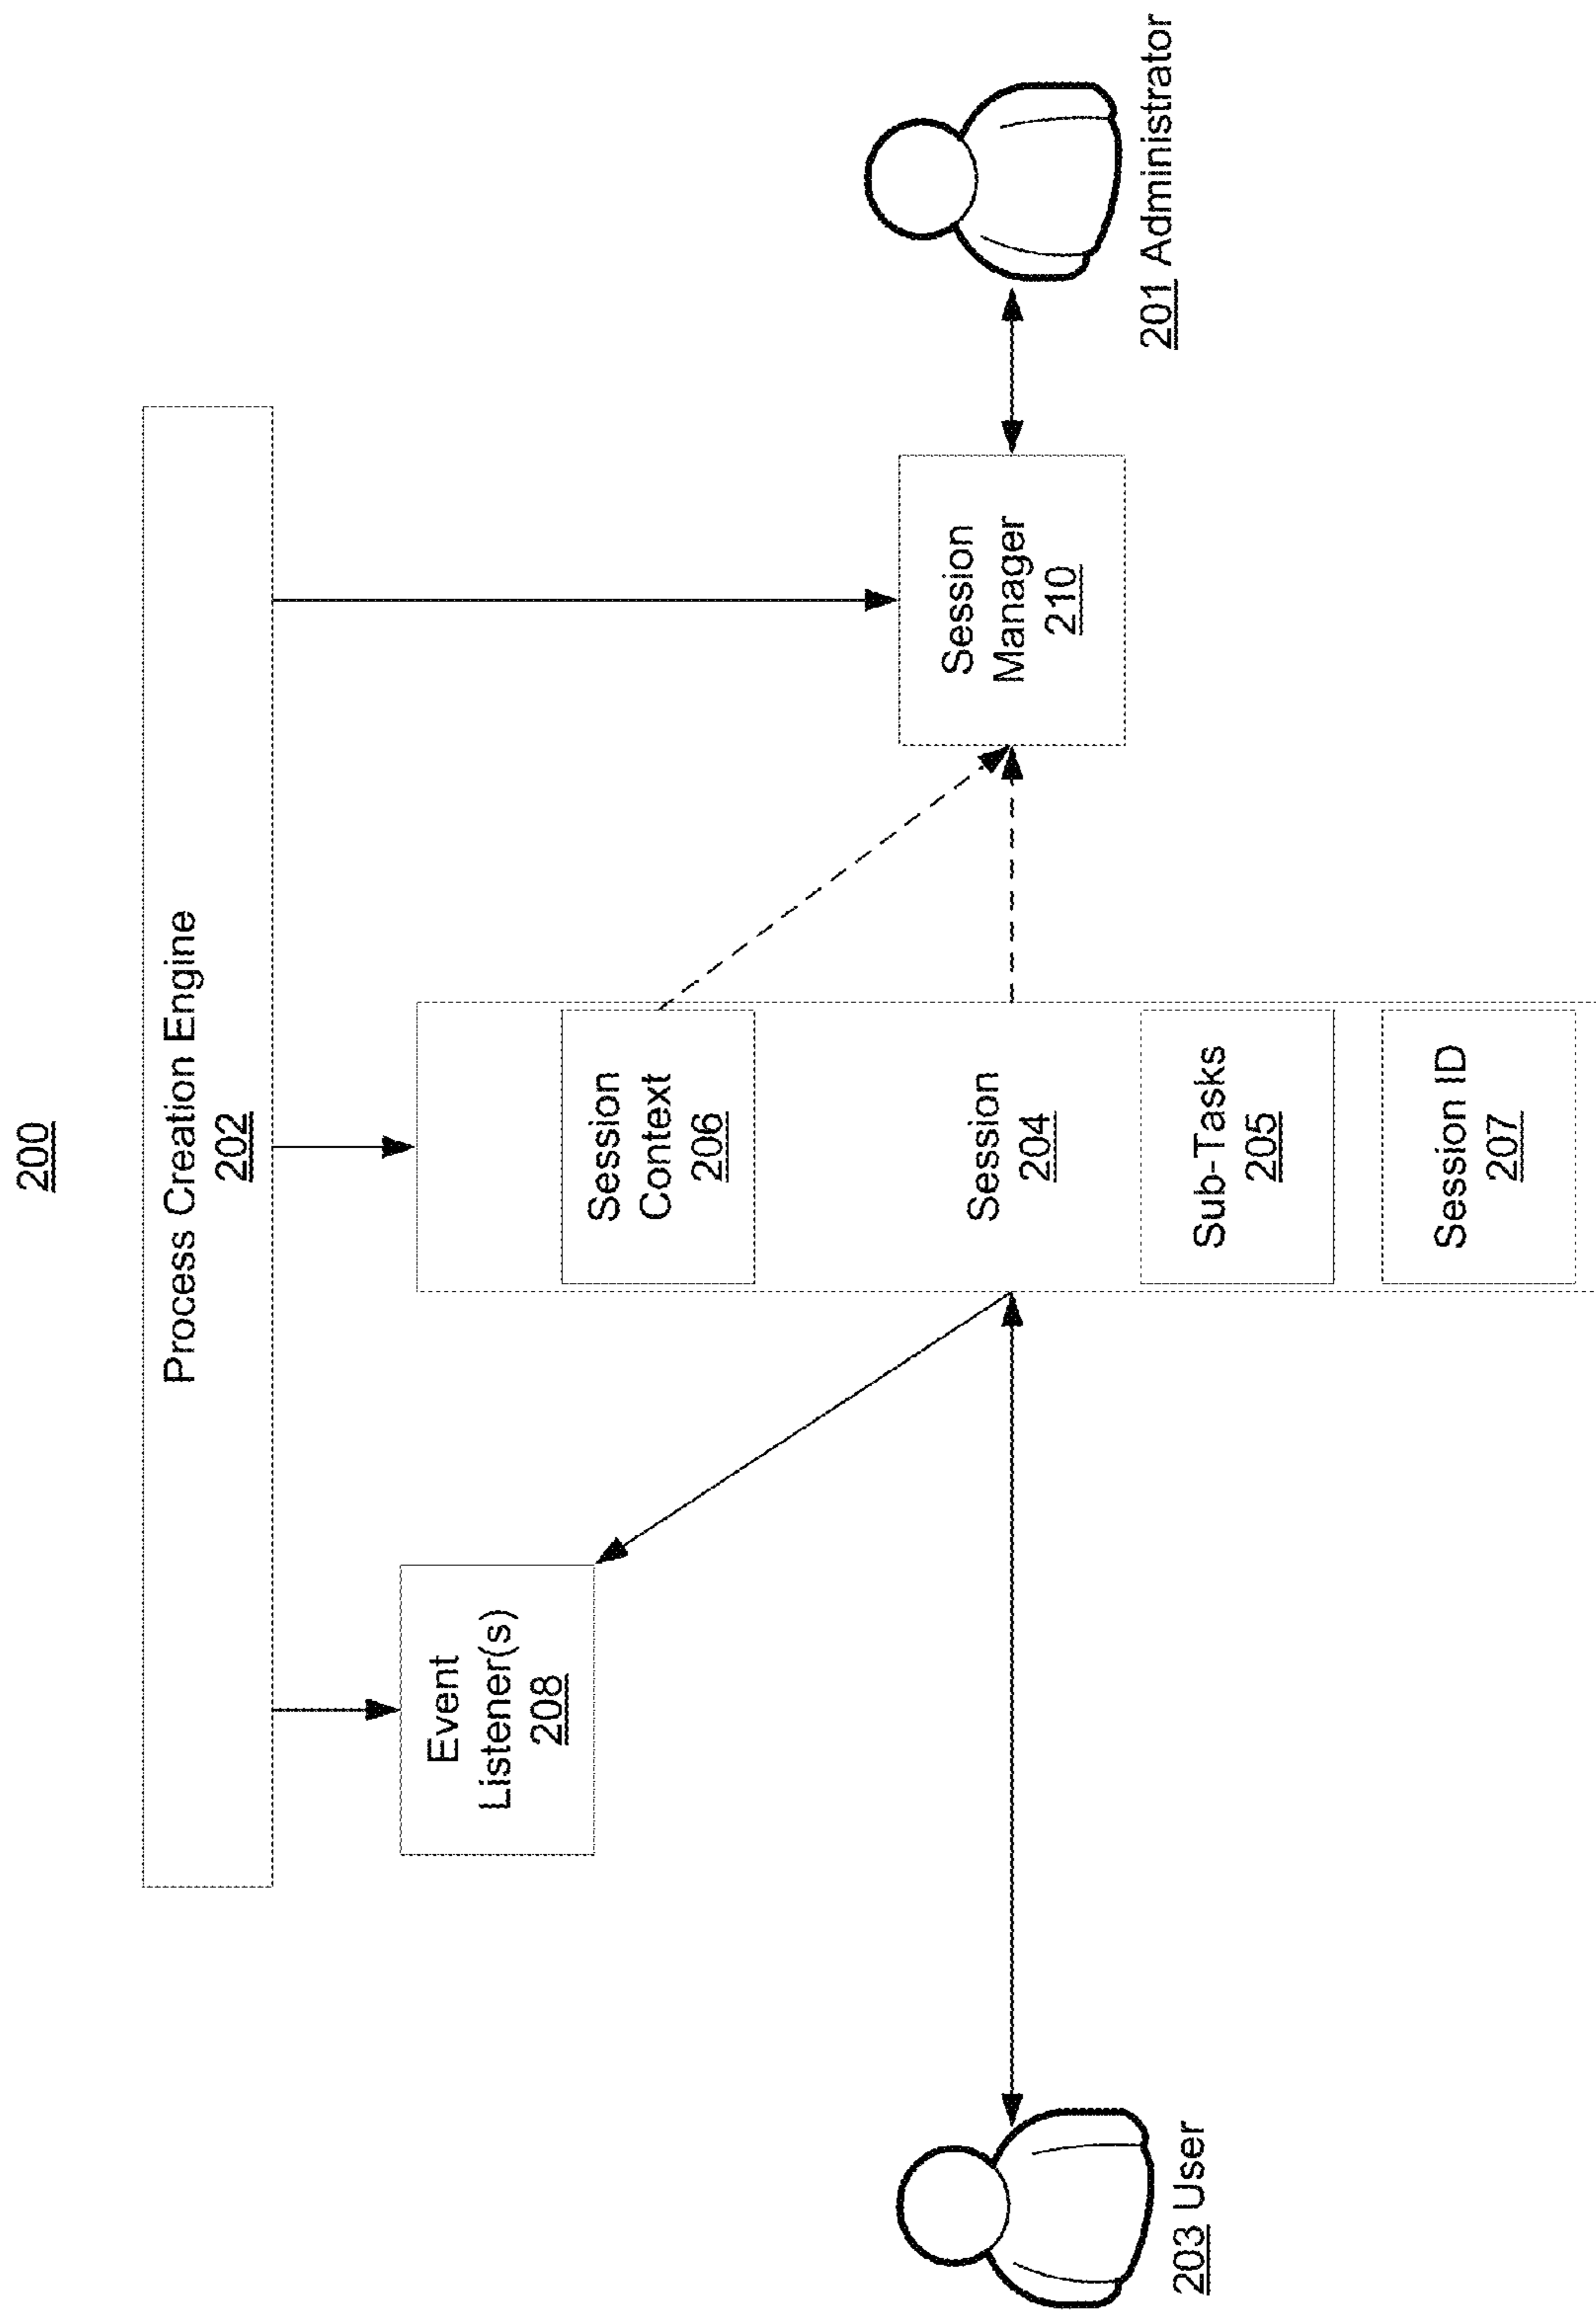 200
Process Creation Engine
202
Event
Listener(s)
208
Session
Context
206
Session
204
Sub-Tasks
205
Session ID
207
Session
Manager
210
203 User
201 Administrator